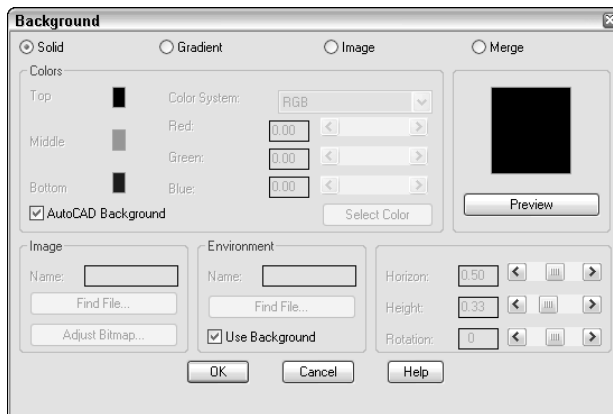 Background
Solid Gradient Image Merge
Colors
Top Color System: RGB
Red: 0.00
Middle
Green: 0.00
Bottom Blue: 0.00
AutoCAD Background Select Color
Preview
Image
Name:
Find File...
Adjust Bitmap...
Environment
Name:
Find File...
Use Background
Horizon: 0.50
Height: 0.33
Rotation: 0
OK Cancel Help